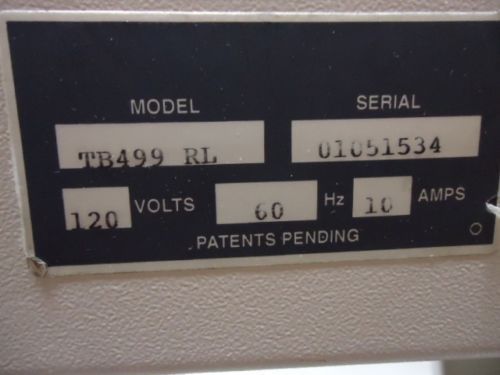 MODEL SERIAL
TB499 RL 01051534
120 VOLTS 60 Hz 10 AMPS
PATENTS PENDING